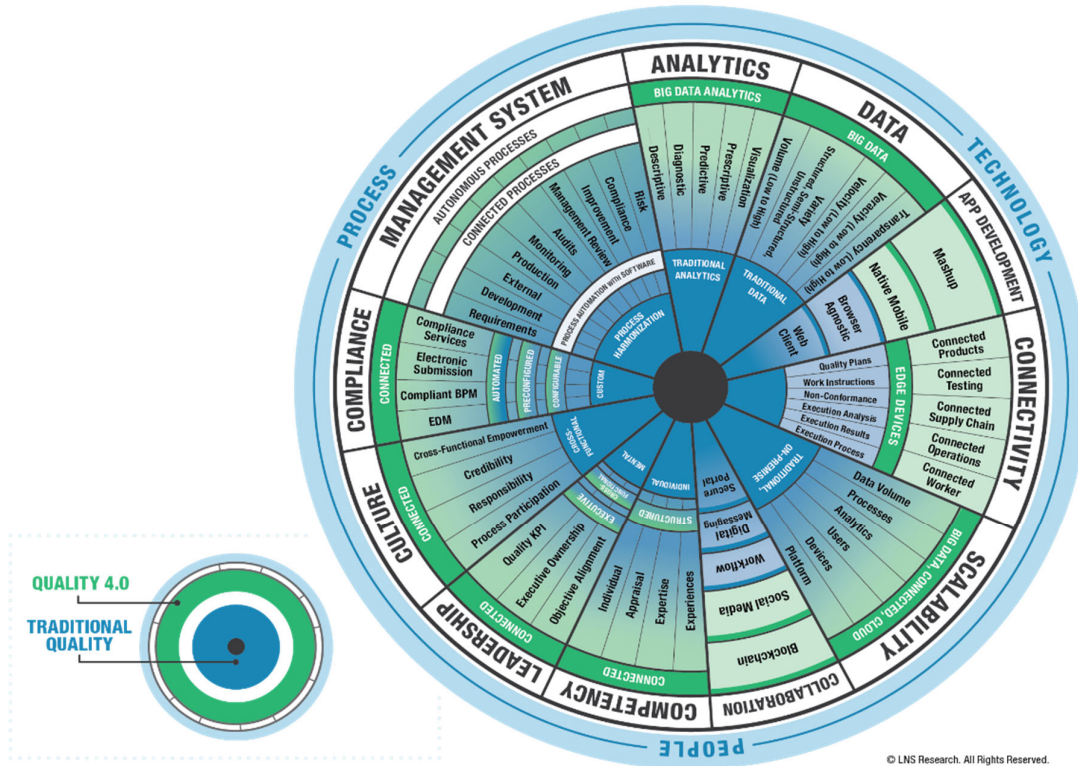 PROCESS
TECHNOLOGY
PEOPLE
MANAGEMENT SYSTEM
AUTONOMOUS PROCESSES
CONNECTED PROCESSES
Risk
Compliance
Improvement
Management Review
Audits
Monitoring
Production
External
Development
Requirements
PROCESS AUTOMATION WITH SOFTWARE
PROCESS
HARMONIZATION
ANALYTICS
BIG DATA ANALYTICS
Descriptive
Diagnostic
Predictive
Prescriptive
Visualization
TRADITIONAL
ANALYTICS
DATA
BIG DATA
Volume (Low to High)
Structured, Semi-Structured,
Unstructured
Variety
Velocity (Low to High)
Veracity (Low to High)
Transparency (Low to High)
TRADITIONAL
DATA
APP DEVELOPMENT
Mashup
Native Mobile
Browser
Agnostic
Web
Client
CONNECTIVITY
Connected
Products
Connected
Testing
Connected
Supply Chain
Connected
Operations
Connected
Worker
EDGE DEVICES
Quality Plans
Work Instructions
Non-Conformance
Execution Analysis
Execution Results
Execution Process
SCALABILITY
BIG DATA, CONNECTED, CLOUD
Data Volume
Processes
Analytics
Users
Devices
Platform
TRADITIONAL
ON-PREMISE
COLLABORATION
Secure
Portal
Digital
Messaging
Workflow
Social Media
Blockchain
COMPETENCY
CONNECTED
Individual
Appraisal
Expertise
Experiences
STRUCTURED
INDIVIDUAL
LEADERSHIP
CONNECTED
Quality KPI
Executive Ownership
Objective Alignment
EXECUTIVE
CROSS-
FUNCTIONAL
MENTAL
CULTURE
CONNECTED
Cross-Functional Empowerment
Credibility
Responsibility
Process Participation
CROSS-
FUNCTIONAL
COMPLIANCE
CONNECTED
Compliance
Services
Electronic
Submission
Compliant BPM
EDM
AUTOMATED
PRECONFIGURED
CONFIGURABLE
CUSTOM
QUALITY 4.0
TRADITIONAL
QUALITY
© LNS Research. All Rights Reserved.